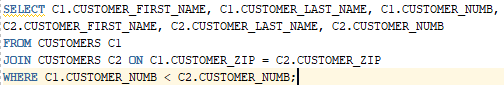 SELECT C1.CUSTOMER_FIRST_NAME, C1.CUSTOMER_LAST_NAME, C1.CUSTOMER_NUMB,
C2.CUSTOMER_FIRST_NAME, C2.CUSTOMER_LAST_NAME, C2.CUSTOMER_NUMB
FROM CUSTOMERS C1
JOIN CUSTOMERS C2 ON C1.CUSTOMER_ZIP = C2.CUSTOMER_ZIP
WHERE C1.CUSTOMER_NUMB < C2.CUSTOMER_NUMB;